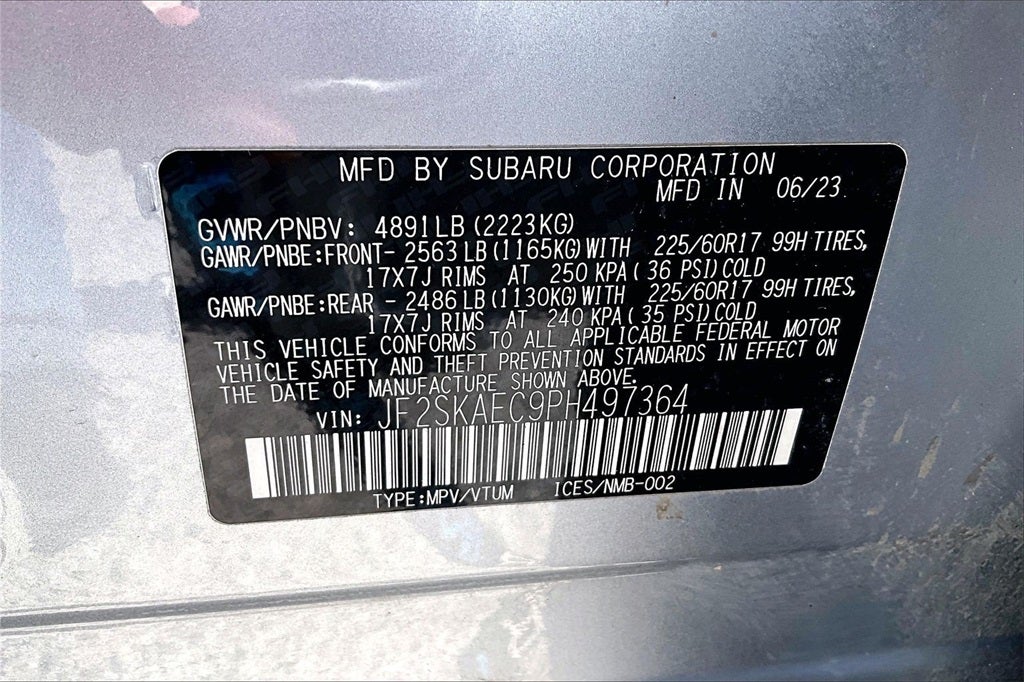 MFD BY SUBARU CORPORATION
MFD IN 06/23
GVWR/PNBV: 4891LB (2223KG)
GAWR/PNBE:FRONT- 2563LB (1165KG)WITH 225/60R17 99H TIRES,
17X7J RIMS AT 250 KPA( 36 PSI)COLD
GAWR/PNBE:REAR - 2486LB (1130KG)WITH 225/60R17 99H TIRES,
17X7J RIMS AT 240 KPA( 35 PSI)COLD
THIS VEHICLE CONFORMS TO ALL APPLICABLE FEDERAL MOTOR
VEHICLE SAFETY AND THEFT PREVENTION STANDARDS IN EFFECT ON
THE DATE OF MANUFACTURE SHOWN ABOVE.
VIN: JF2SKAEC9PH497364
TYPE:MPV/VTUM ICES/NMB-002